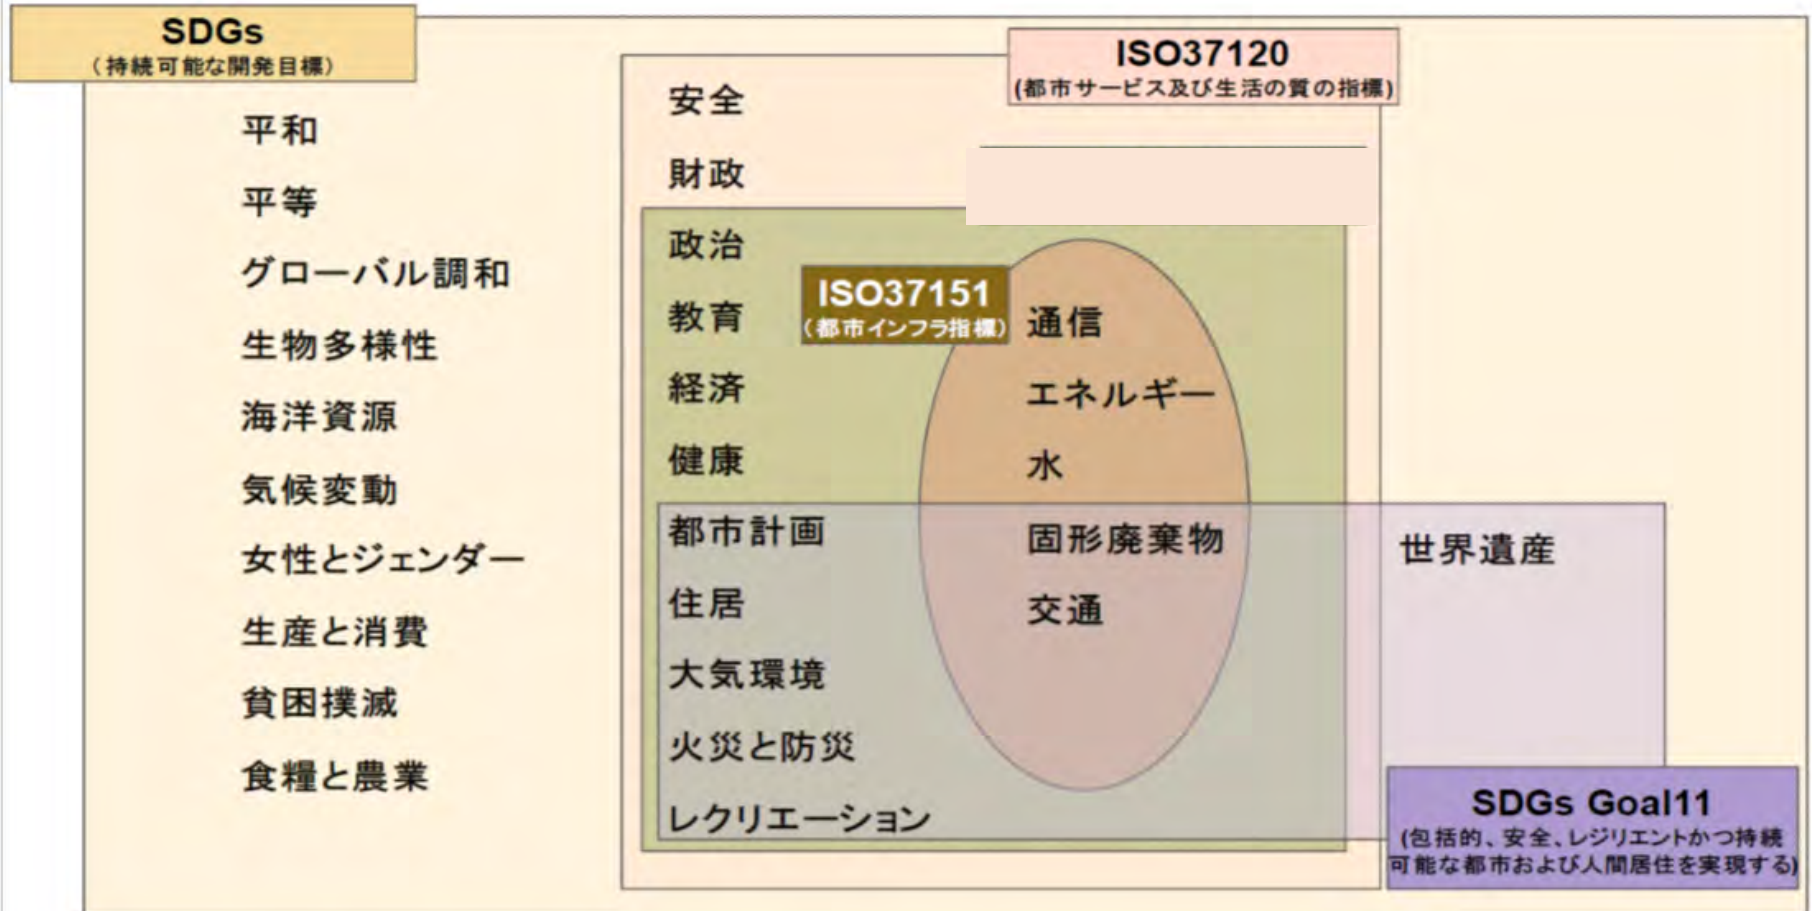 SDGs
(持続可能な開発目標)
平和
平等
グローバル調和
生物多様性
海洋資源
気候変動
女性とジェンダー
生産と消費
貧困撲滅
食糧と農業
ISO37120
(都市サービス及び生活の質の指標)
安全
財政
政治
教育
経済
健康
都市計画
住居
大気環境
火災と防災
レクリエーション
ISO37151
(都市インフラ指標)
通信
エネルギー
水
固形廃棄物
交通
世界遺産
SDGs Goal11
(包括的、安全、レジリエントかつ持続
可能な都市および人間居住を実現する)